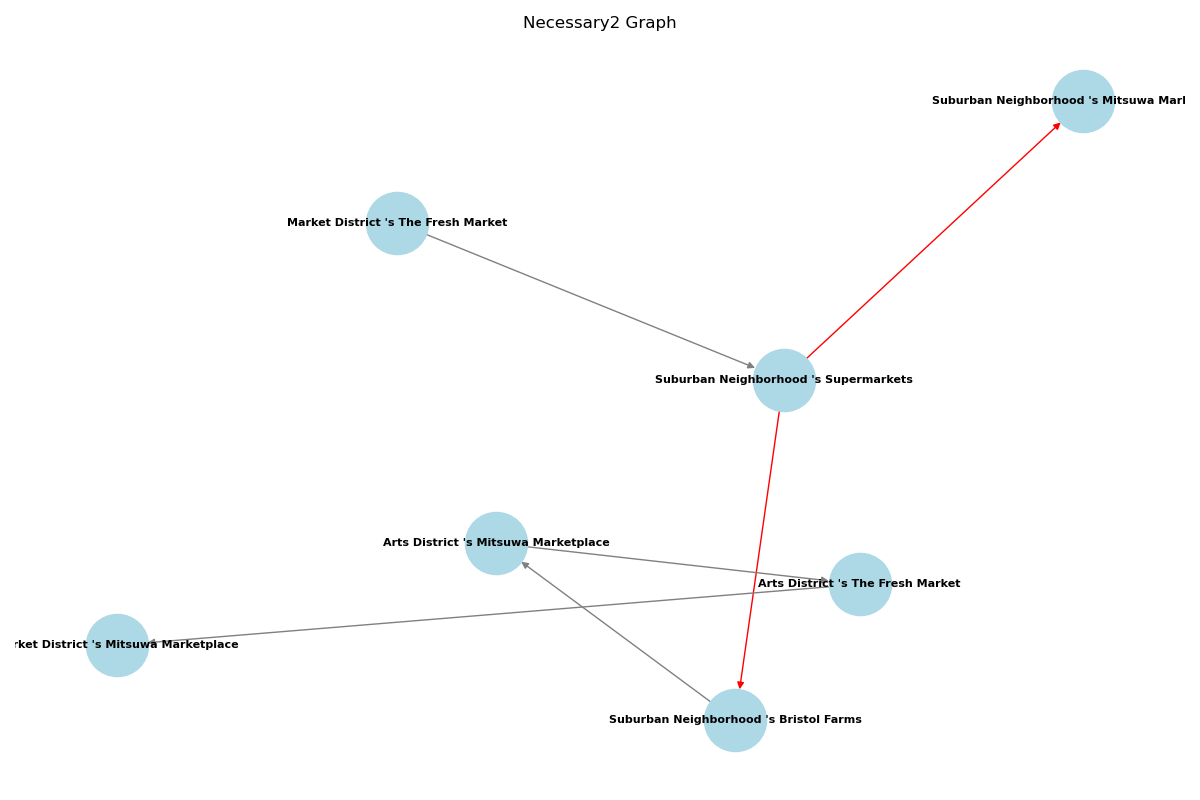 Necessary2 Graph
Suburban Neighborhood 's Mitsuwa Mark
Market District 's The Fresh Market
Suburban Neighborhood 's Supermarkets
Arts District 's Mitsuwa Marketplace
Arts District 's The Fresh Market
rket District 's Mitsuwa Marketplace
Suburban Neighborhood 's Bristol Farms